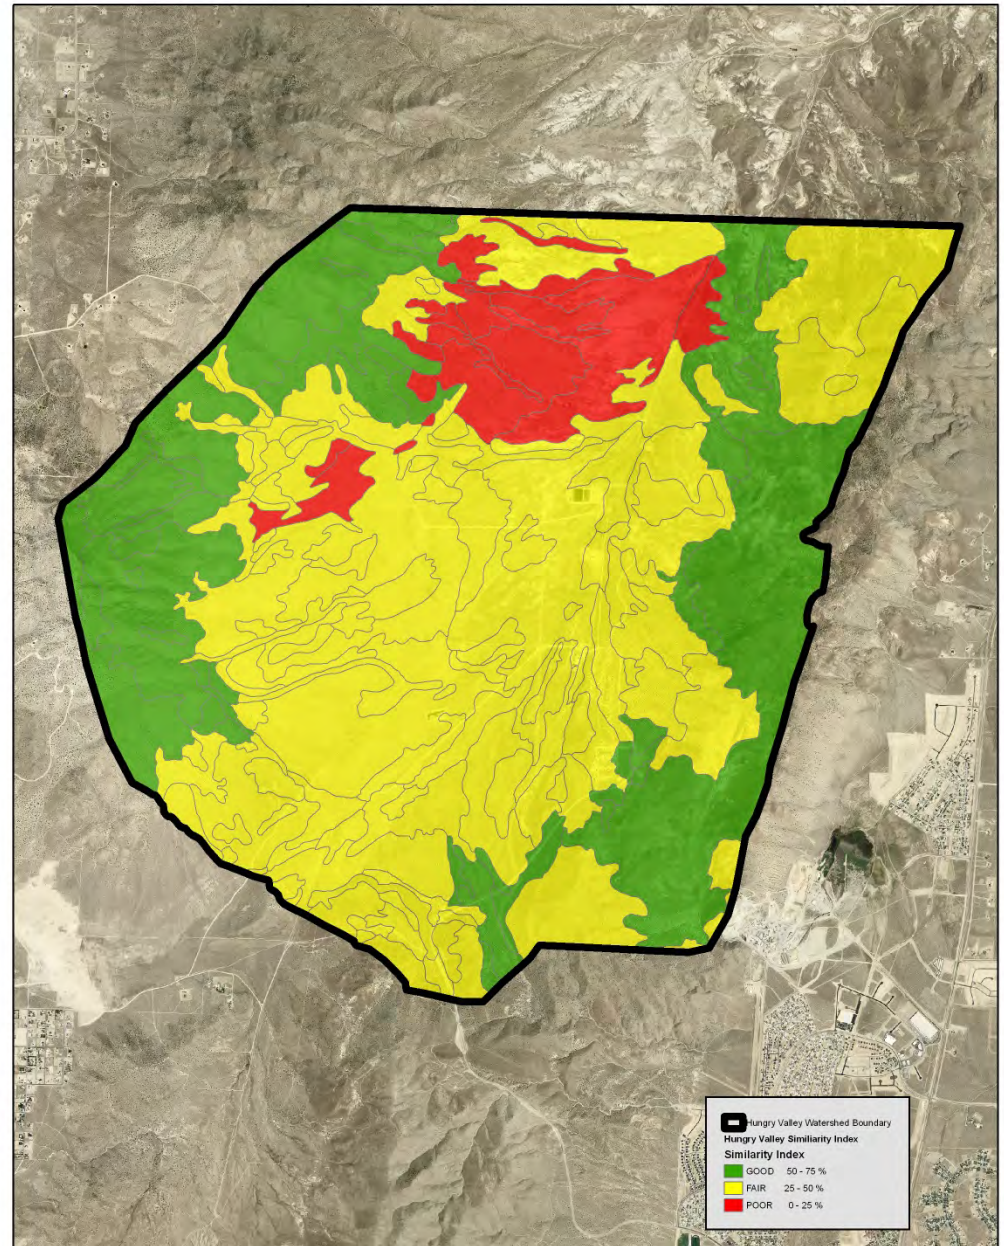 Hungry Valley Watershed Boundary
Hungry Valley Similiarity Index
Similarity Index
GOOD 50 - 75 %
FAIR 25 - 50 %
POOR 0 - 25 %